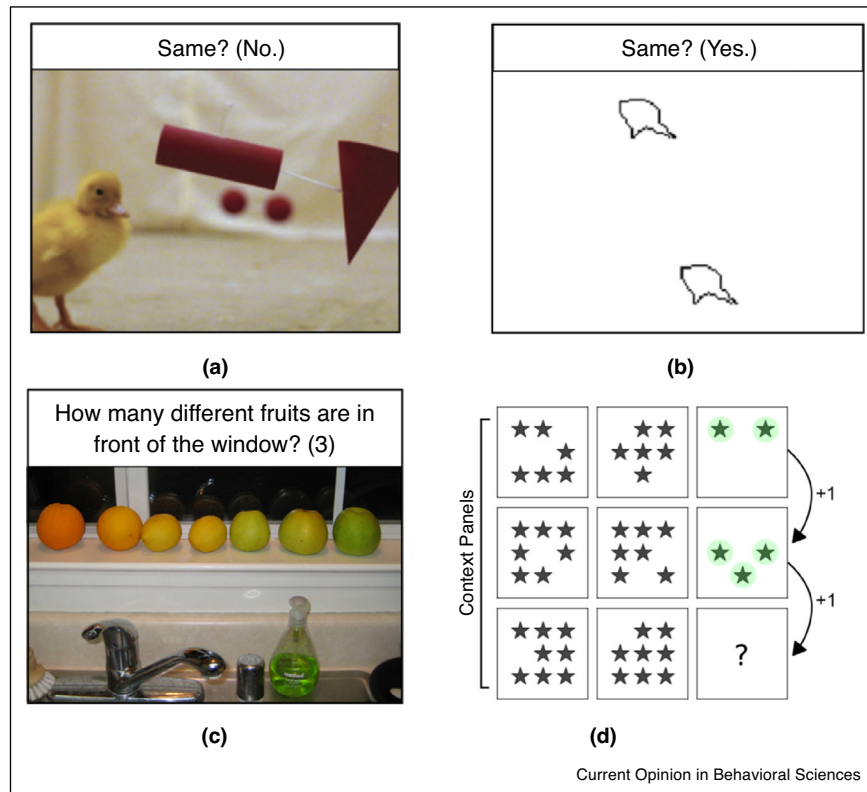 Same? (No.)
Same? (Yes.)
(a)
(b)
How many different fruits are in
front of the window? (3)
Context Panels
+1
+1
?
(c)
(d)
Current Opinion in Behavioral Sciences